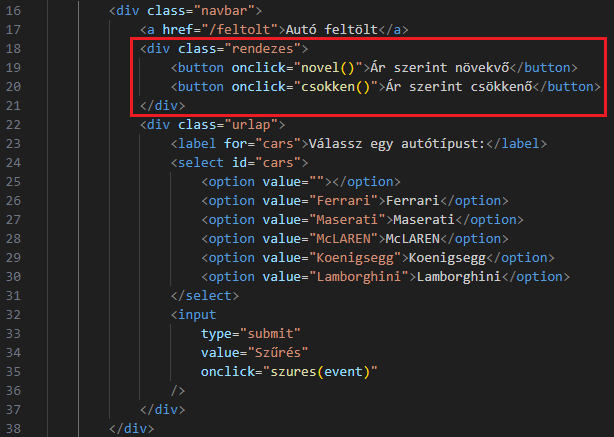 16 <div class="navbar">
17 <a href="/feltolt">Autó feltölt</a>
18 <div class="rendezes">
19 <button onclick="novel()">Ár szerint növekvő</button>
20 <button onclick="csokken()">Ár szerint csökkenő</button>
21 </div>
22 <div class="urlap">
23 <label for="cars">Válassz egy autótípust:</label>
24 <select id="cars">
25 <option value=""></option>
26 <option value="Ferrari">Ferrari</option>
27 <option value="Maserati">Maserati</option>
28 <option value="McLAREN">McLAREN</option>
29 <option value="Koenigsegg">Koenigsegg</option>
30 <option value="Lamborghini">Lamborghini</option>
31 </select>
32 <input
33 type="submit"
34 value="Szűrés"
35 onclick="szures(event)"
36 />
37 </div>
38 </div>